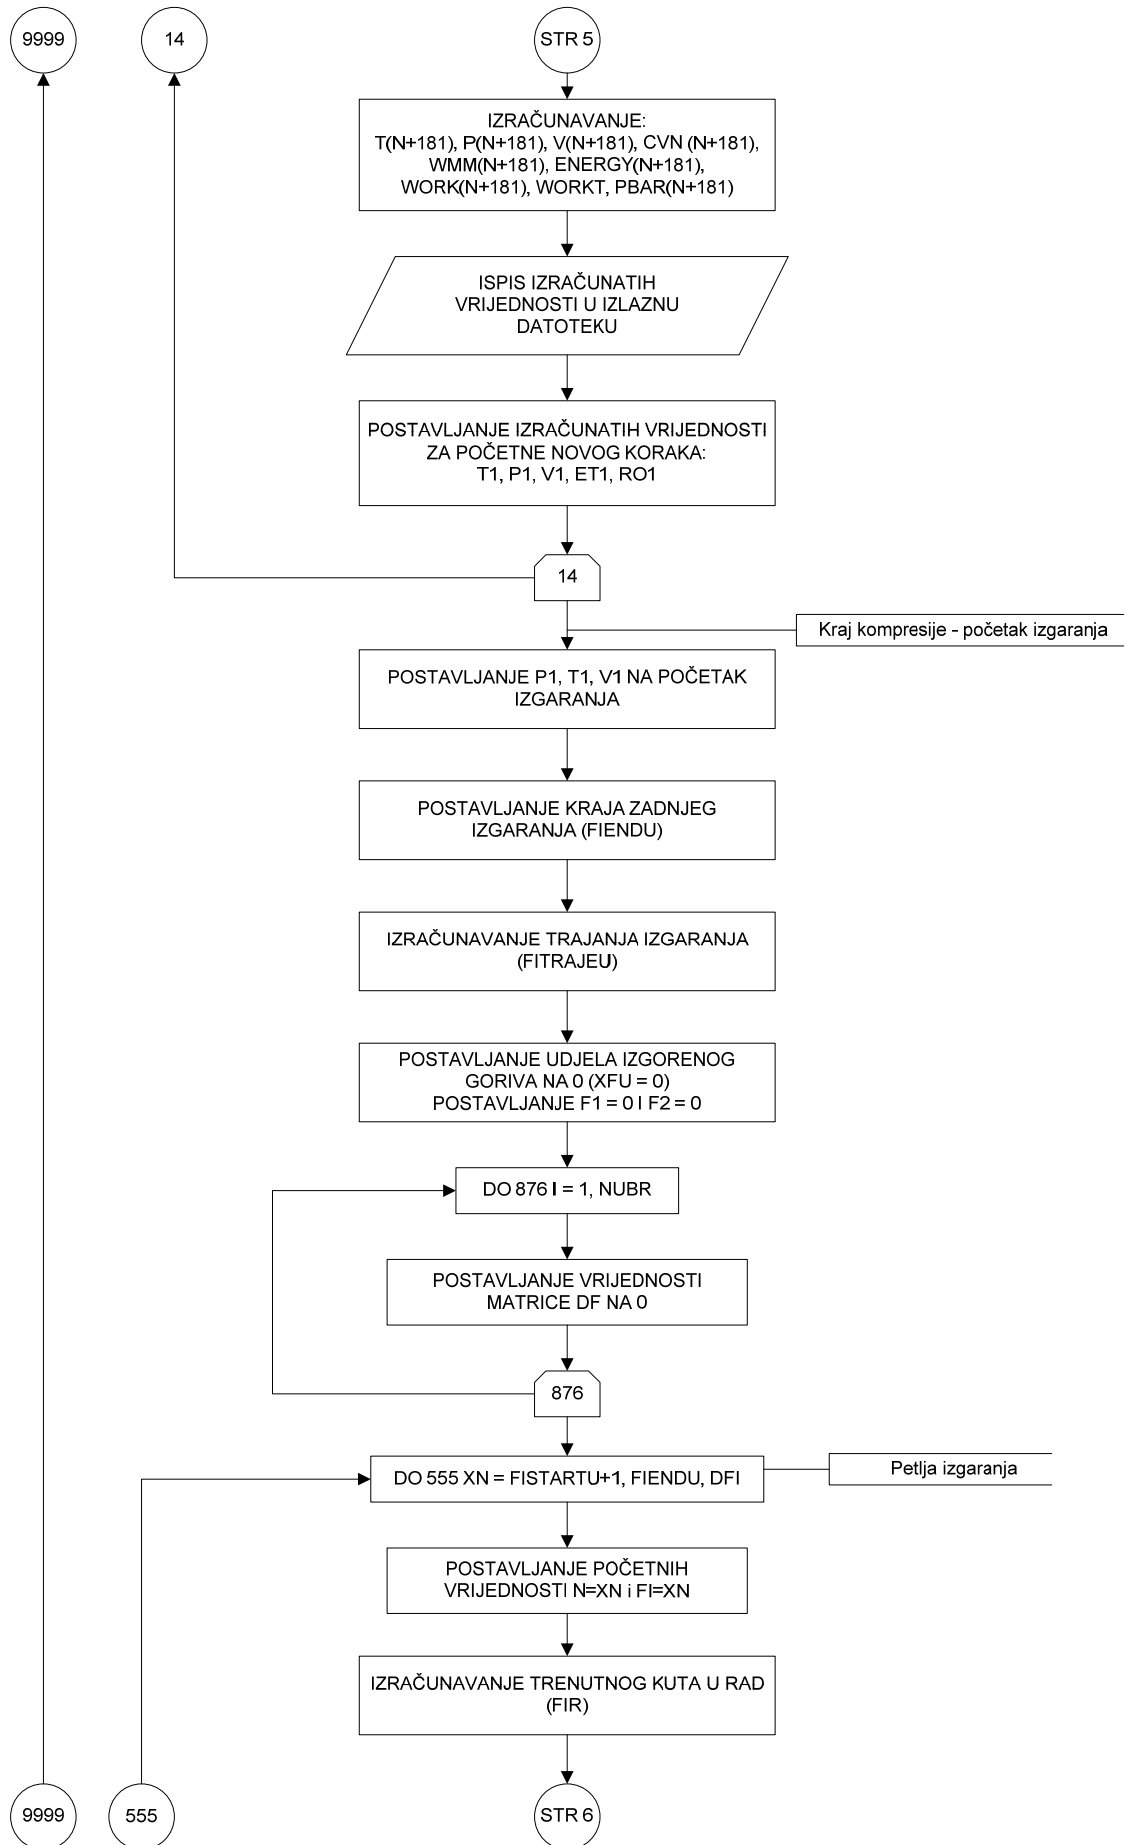 9999
14
STR 5
IZRAČUNAVANJE:
T(N+181), P(N+181), V(N+181), CVN (N+181),
WMM(N+181), ENERGY(N+181),
WORK(N+181), WORKT, PBAR(N+181)
ISPIS IZRAČUNATIH
VRIJEDNOSTI U IZLAZNU
DATOTEKU
POSTAVLJANJE IZRAČUNATIH VRIJEDNOSTI
ZA POČETNE NOVOG KORAKA:
T1, P1, V1, ET1, RO1
14
Kraj kompresije - početak izgaranja
POSTAVLJANJE P1, T1, V1 NA POČETAK
IZGARANJA
POSTAVLJANJE KRAJA ZADNJEG
IZGARANJA (FIENDU)
IZRAČUNAVANJE TRAJANJA IZGARANJA
(FITRAJEU)
POSTAVLJANJE UDJELA IZGORENOG
GORIVA NA 0 (XFU = 0)
POSTAVLJANJE F1 = 0 I F2 = 0
DO 876 I = 1, NUBR
POSTAVLJANJE VRIJEDNOSTI
MATRICE DF NA 0
876
DO 555 XN = FISTARTU+1, FIENDU, DFI
Petlja izgaranja
POSTAVLJANJE POČETNIH
VRIJEDNOSTI N=XN i FI=XN
IZRAČUNAVANJE TRENUTNOG KUTA U RAD
(FIR)
9999
555
STR 6